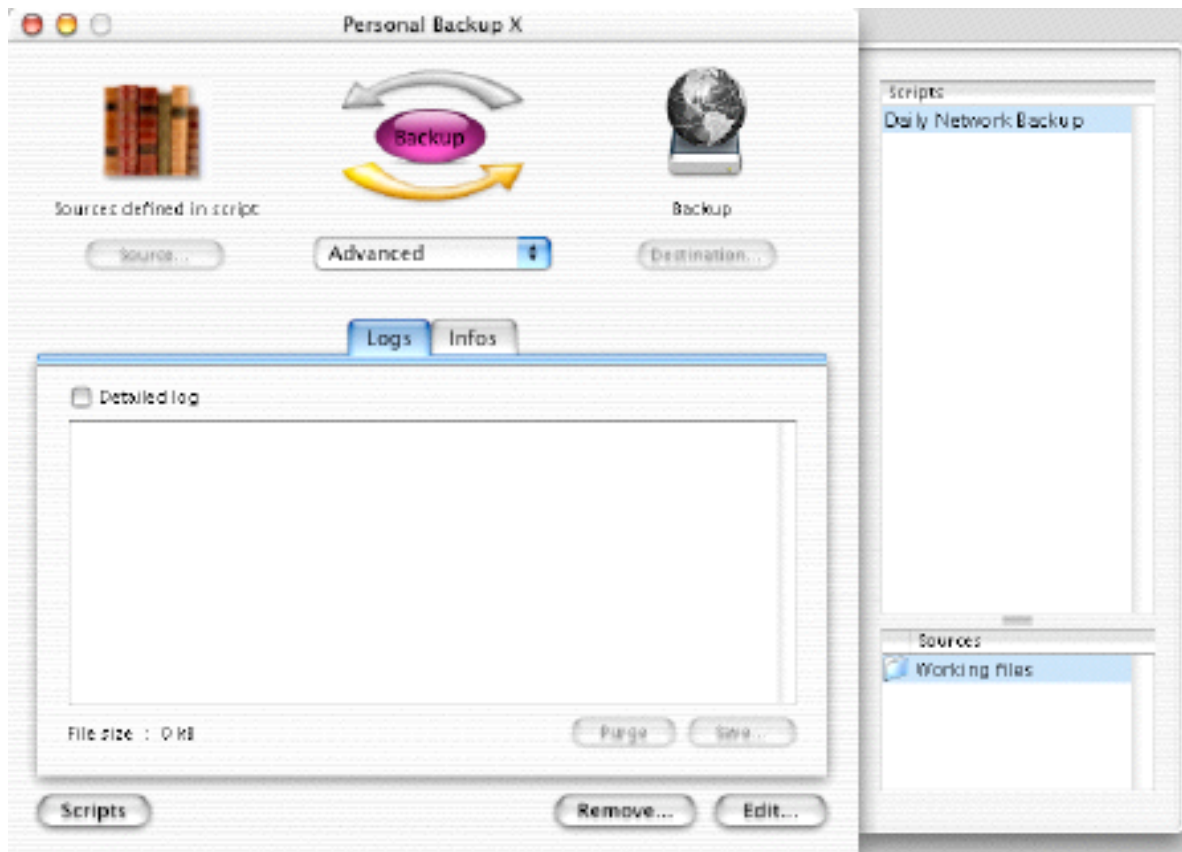 Personal Backup X
Backup
Sources defined in script
Backup
Source...
Advanced
Destination...
Logs
Infos
Detailed log
File size : 0 kB
Purge
Save...
Scripts
Remove...
Edit...
Scripts
Daily Network Backup
Sources
Working files